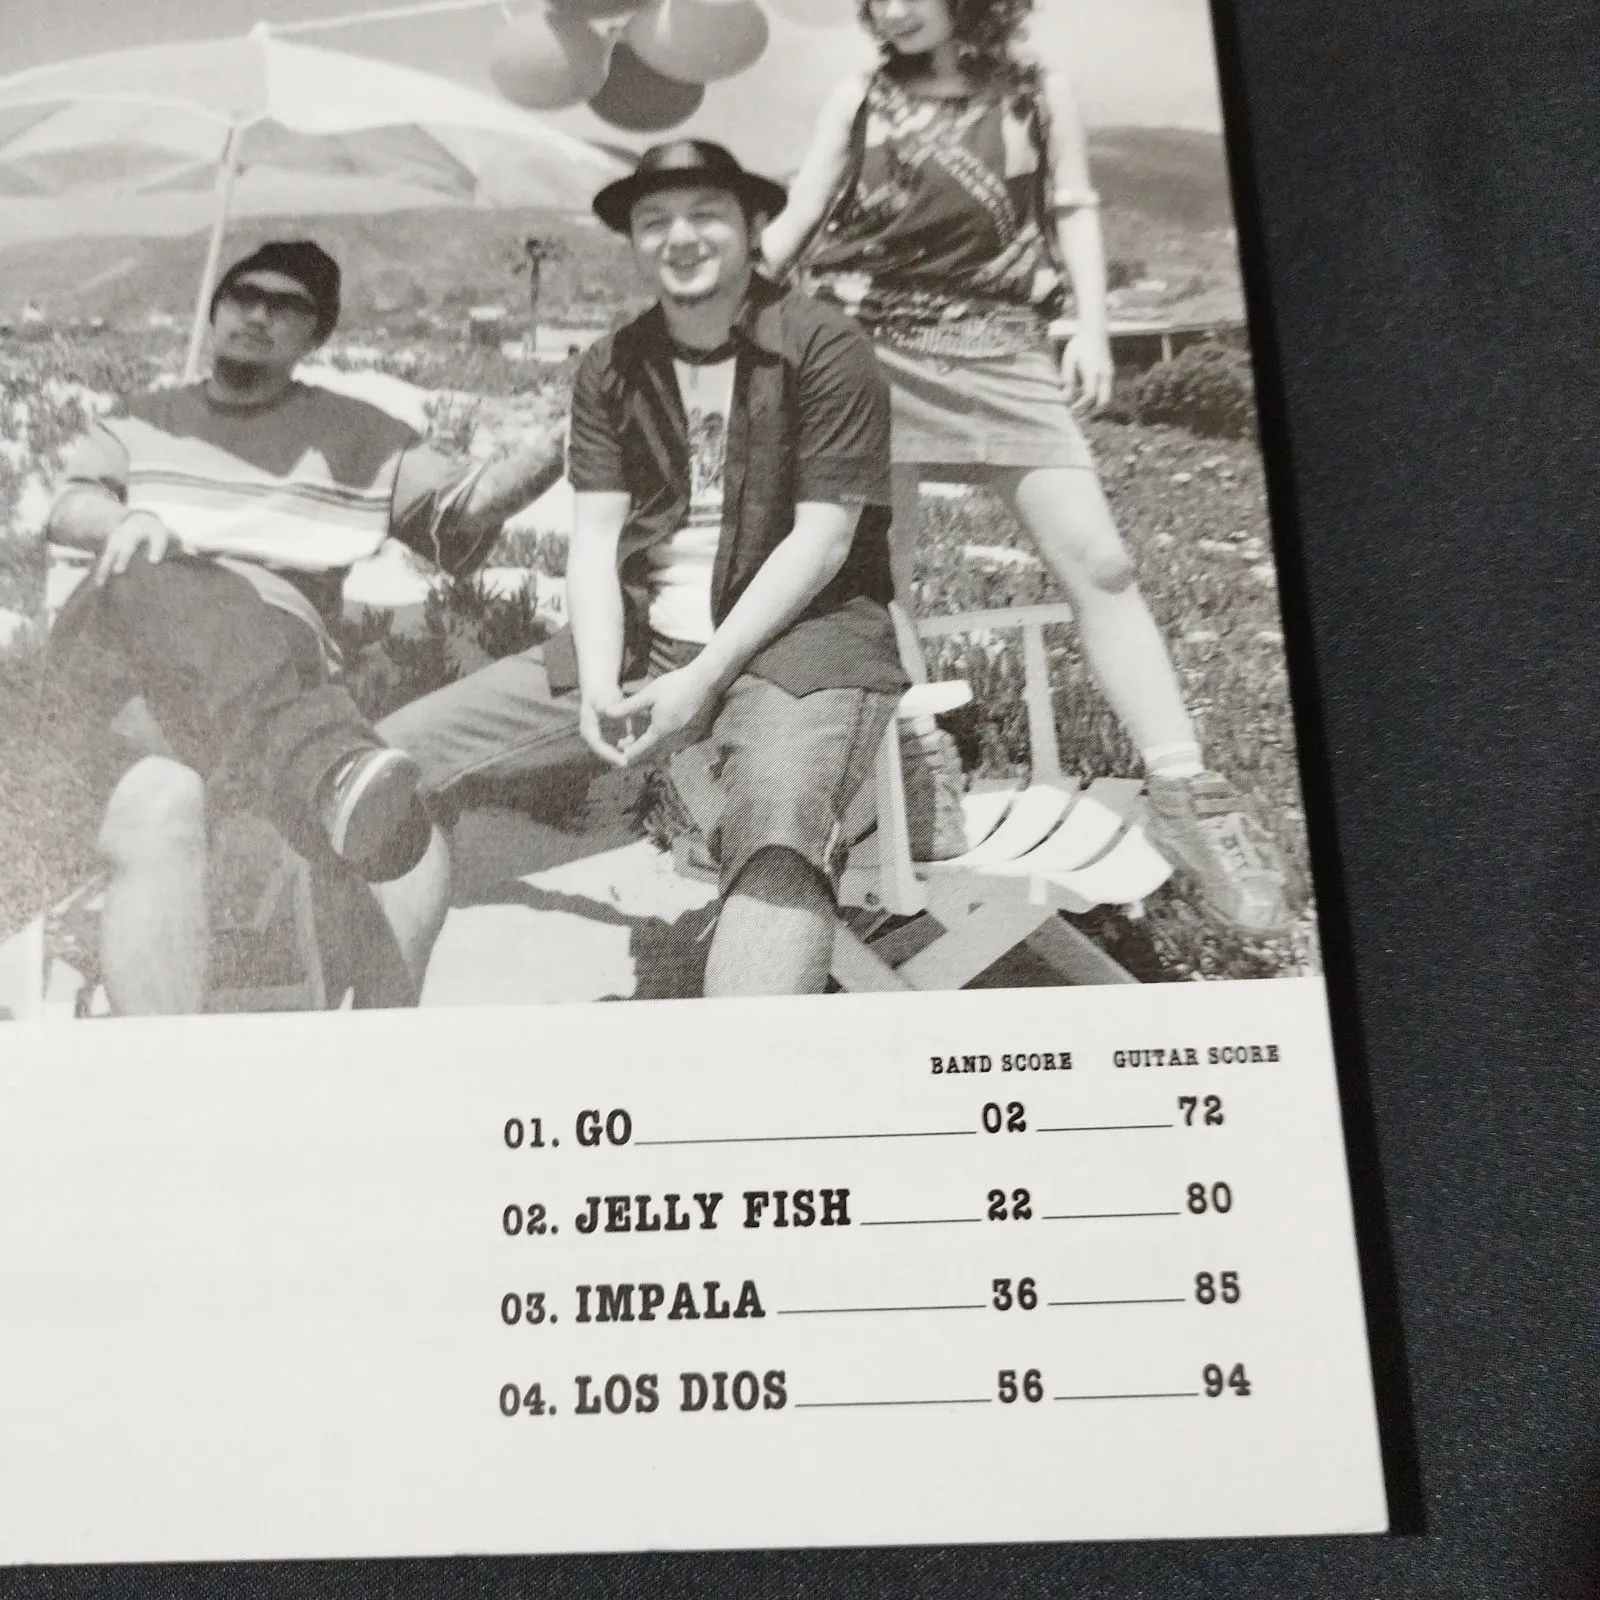 BAND SCORE GUITAR SCORE
01. GO 02 72
02. JELLY FISH 22 80
03. IMPALA 36 85
04. LOS DIOS 56 94